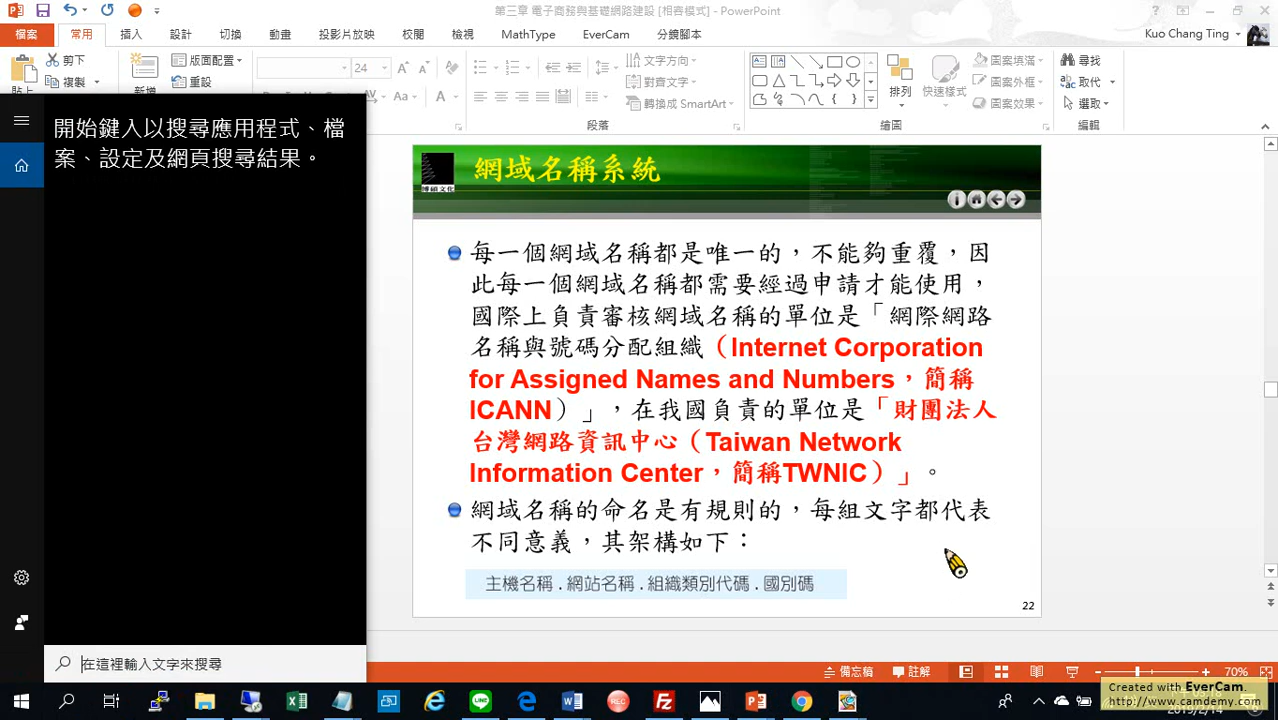 第三章 電子商務與基礎網路建設 [相容模式] - PowerPoint
檔案 常用 插入 設計 切換 動畫 投影片放映 校閱 檢視 MathType EverCam 分鏡腳本 Kuo Chang Ting
剪下 版面配置 24 文字方向 圖案填滿 尋找
貼上 複製 新增 重設 對齊文字 排列 快速樣式 圖案外框 取代
Aa A 轉換成 SmartArt 圖案效果 選取
段落 繪圖 編輯
開始鍵入以搜尋應用程式、檔
案、設定及網頁搜尋結果。
在這裡輸入文字來搜尋
博碩文化
網域名稱系統
每一個網域名稱都是唯一的，不能夠重覆，因
此每一個網域名稱都需要經過申請才能使用，
國際上負責審核網域名稱的單位是「網際網路
名稱與號碼分配組織（Internet Corporation
for Assigned Names and Numbers，簡稱
ICANN）」，在我國負責的單位是「財團法人
台灣網路資訊中心（Taiwan Network
Information Center，簡稱TWNIC）」。
網域名稱的命名是有規則的，每組文字都代表
不同意義，其架構如下：
主機名稱 . 網站名稱 . 組織類別代碼 . 國別碼
22
備忘稿 註解 70%
Created with EverCam.
http://www.camdemy.com